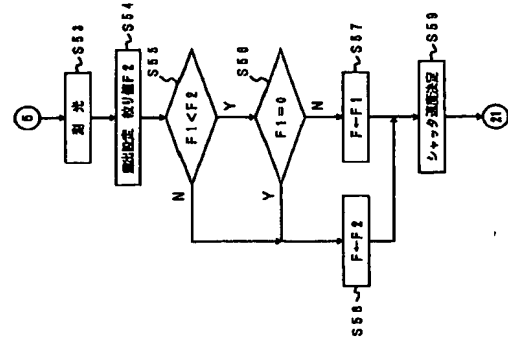 5
測光
S53
露出設定 絞り値F2
S54
F1<F2
S55
N
Y
F1=0
S56
Y
N
F←F1
S57
F←F2
S58
シャッタ速度決定
S59
21